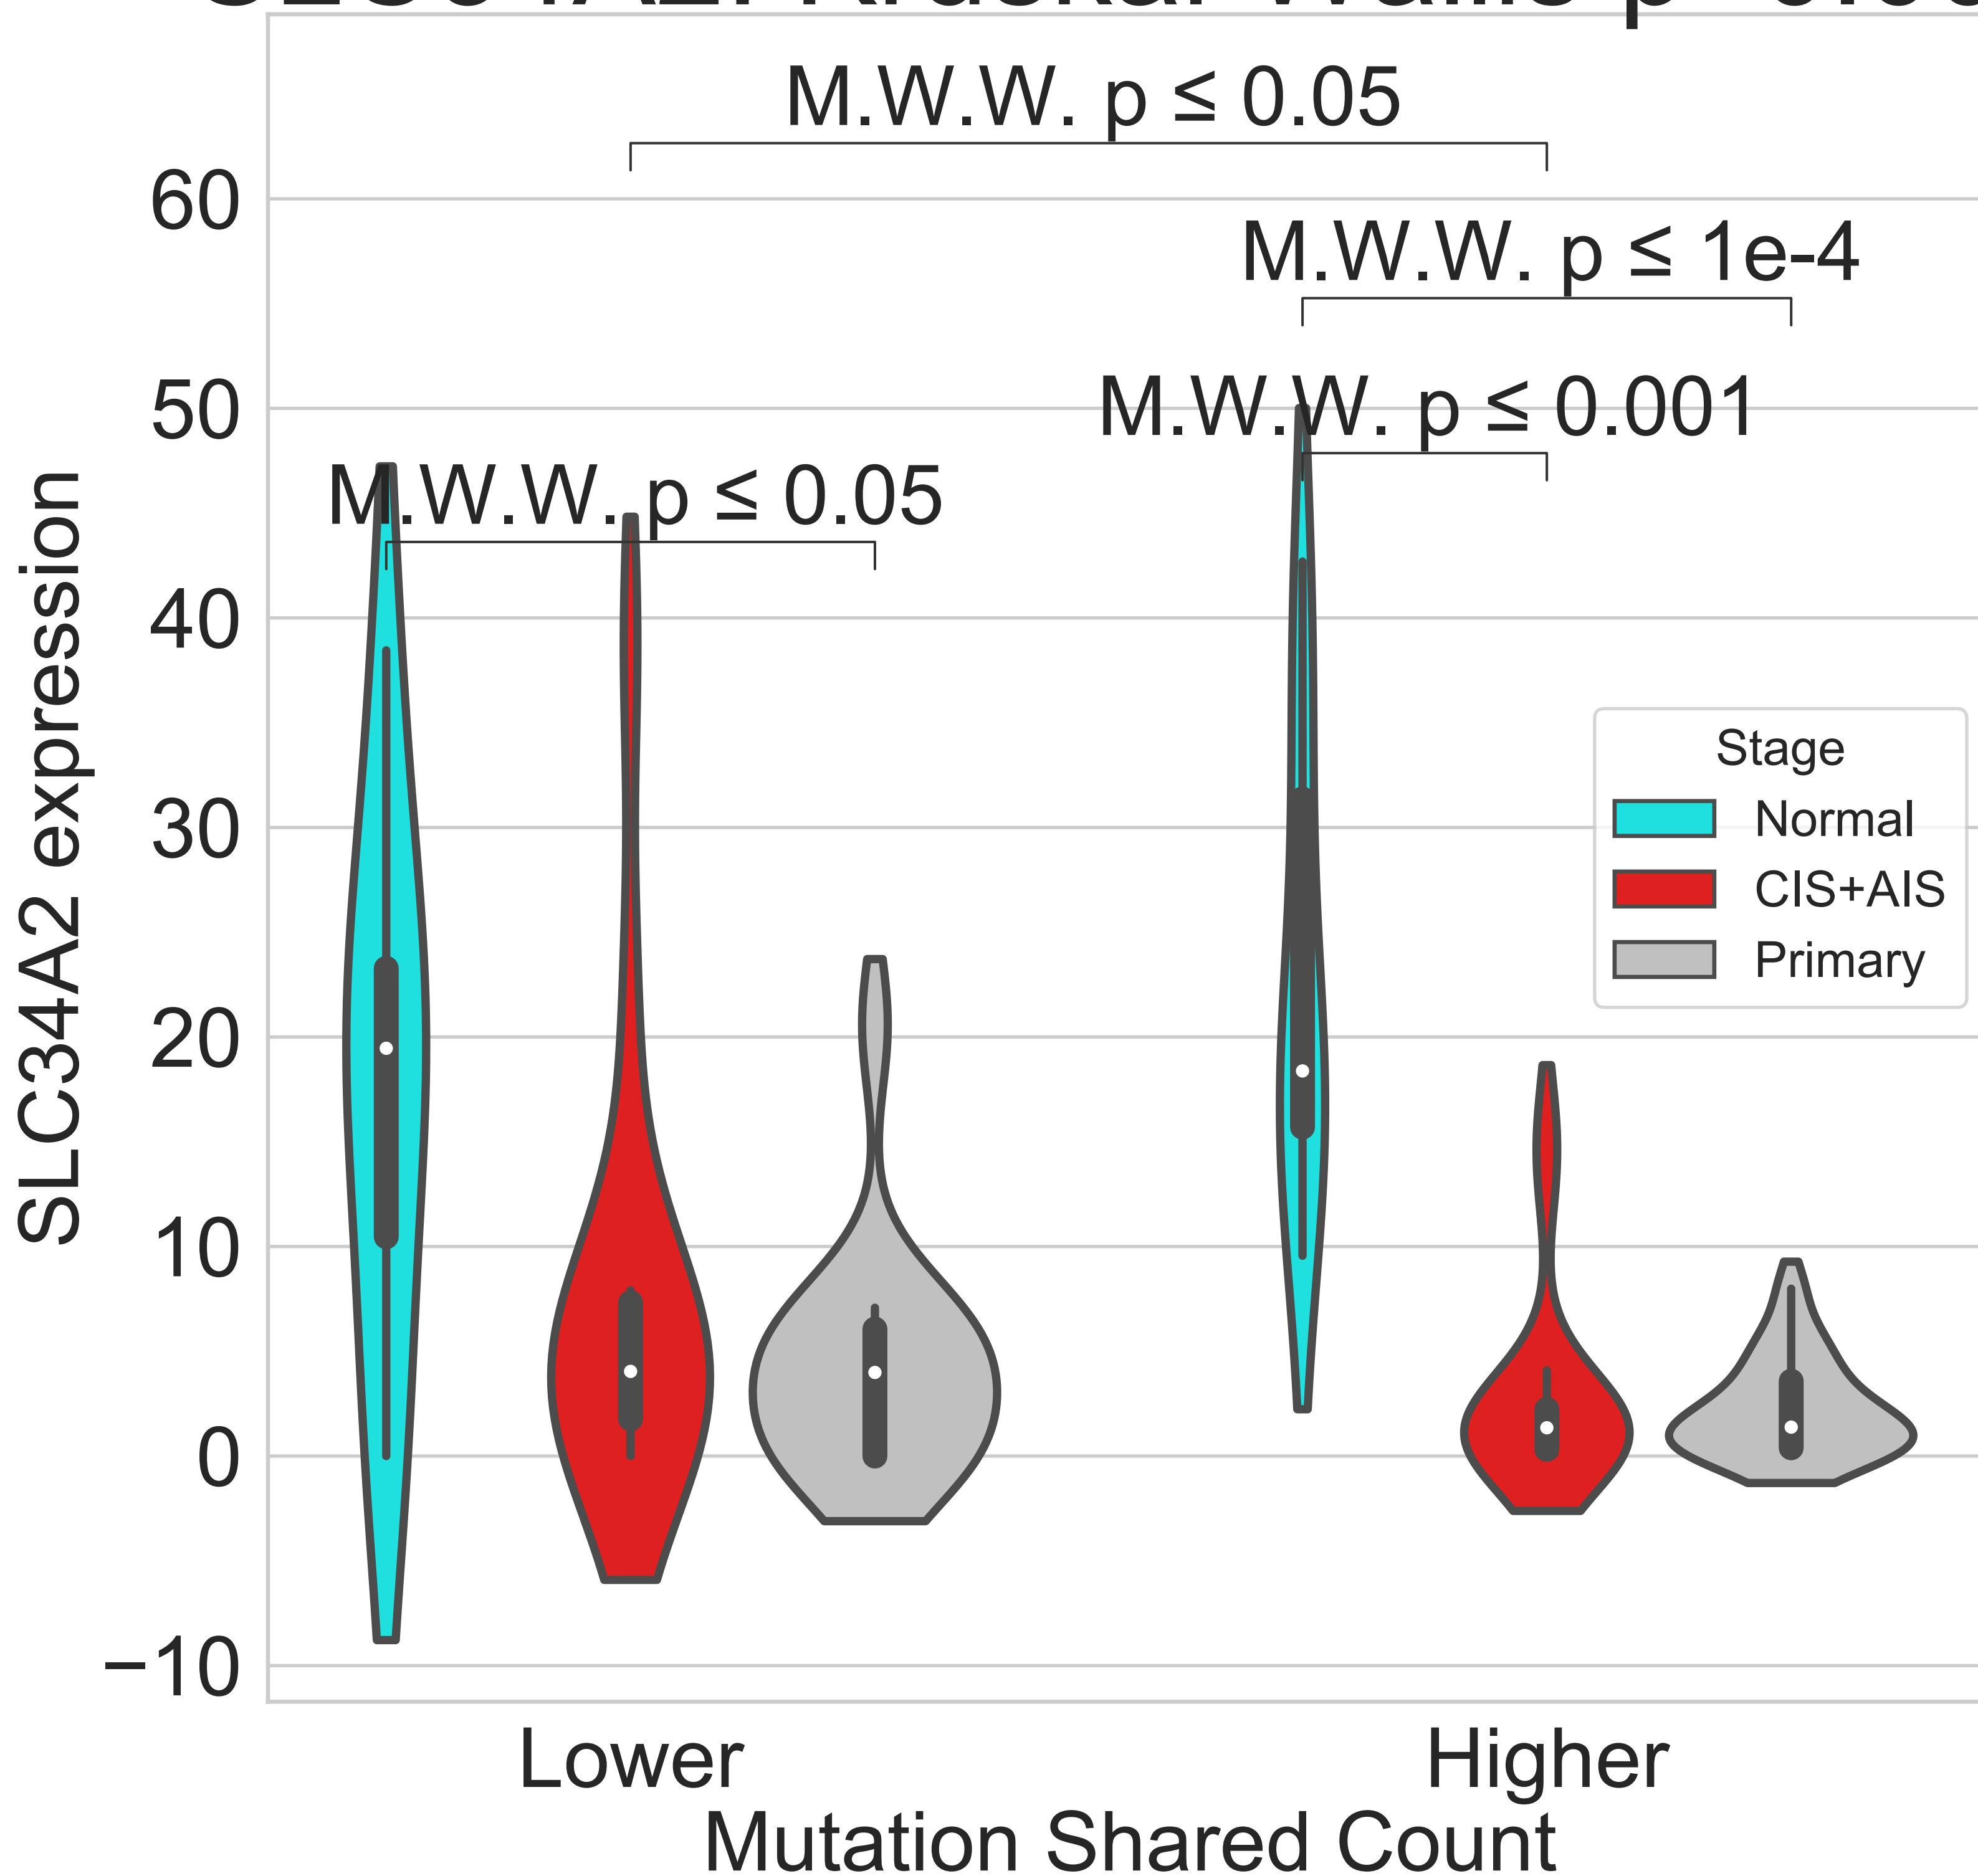 M.W.W. p ≤ 0.05
60
M.W.W. p ≤ 1e-4
50
M.W.W. p ≤ 0.001
M.W.W. p ≤ 0.05
40
30
20
10
0
−10
SLC34A2 expression
Stage
Normal
CIS+AIS
Primary
Lower
Higher
Mutation Shared Count